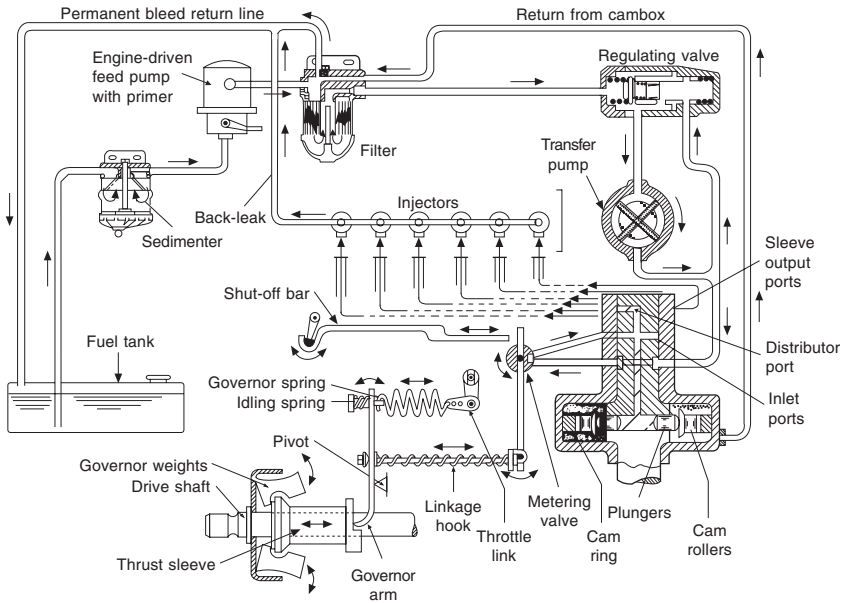 Permanent bleed return line
Return from cambox
Engine-driven
feed pump
with primer
Regulating valve
Filter
Transfer
pump
Injectors
Back-leak
Sedimenter
Sleeve
output
ports
Shut-off bar
Fuel tank
Distributor
port
Governor spring
Idling spring
Inlet
ports
Pivot
Governor weights
Drive shaft
Linkage
hook
Metering
valve
Plungers
Throttle
link
Cam
ring
Cam
rollers
Thrust sleeve
Governor
arm